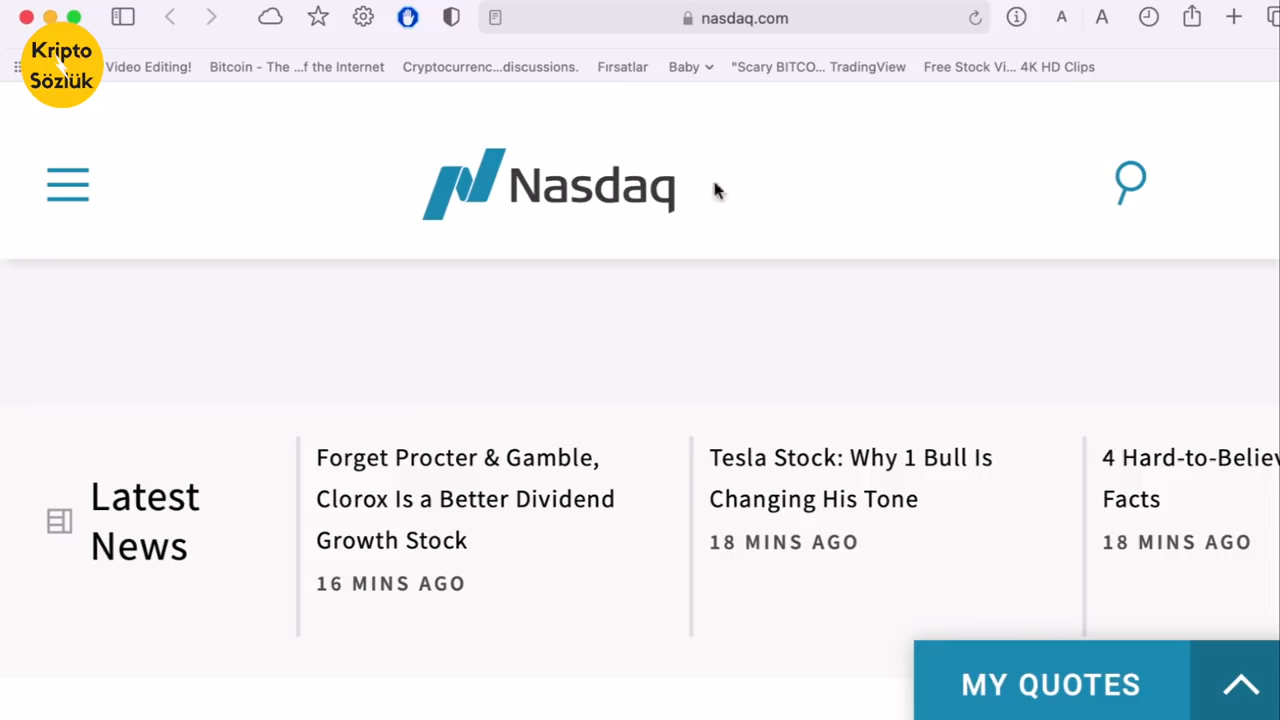 nasdaq.com
A A
Kripto
Sözlük
Video Editing! Bitcoin - The ...f the Internet Cryptocurrenc...discussions. Fırsatlar Baby "Scary BITCO... TradingView Free Stock Vi... 4K HD Clips
Nasdaq
Latest
News
Forget Procter & Gamble,
Clorox Is a Better Dividend
Growth Stock
16 MINS AGO
Tesla Stock: Why 1 Bull Is
Changing His Tone
18 MINS AGO
4 Hard-to-Believ
Facts
18 MINS AGO
MY QUOTES